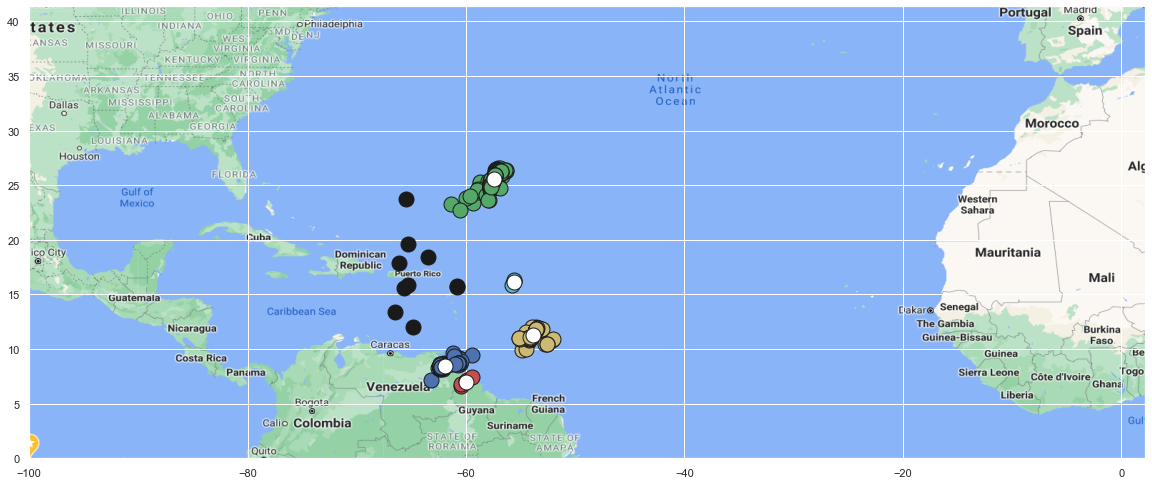 ILLINOIS
OHIO
PENN
Madrid
Portugal
tates
INDIANA
Philadelphia
Spain
KANSAS
MISSOURI
WEST
VIRGINIA
MD
DE
NJ
KENTUCKY
VIRGINIA
OKLAHOMA
TENNESSEE
NORTH
CAROLINA
North
Atlantic
Ocean
ARKANSAS
SOUTH
CAROLINA
Dallas
MISSISSIPPI
ALABAMA
Morocco
EXAS
GEORGIA
LOUISIANA
Houston
FLORIDA
Alg
Gulf of
Mexico
Western
Sahara
Cuba
ico City
Dominican
Republic
Puerto Rico
Mauritania
Mali
Guatemala
Caribbean Sea
Dakar
Senegal
Nicaragua
The Gambia
Guinea-Bissau
Burkina
Faso
Caracas
Costa Rica
Panama
Guinea
Be
Venezuela
Sierra Leone
Côte d'Ivoire
Togo
Ghana
Bogota
Guyana
French
Guiana
Liberia
Cali
Colombia
Suriname
Gulf
STATE OF
RORAIMA
STATE OF
AMAPA
Quito
40
35
30
25
20
15
10
5
0
−100
−80
−60
−40
−20
0